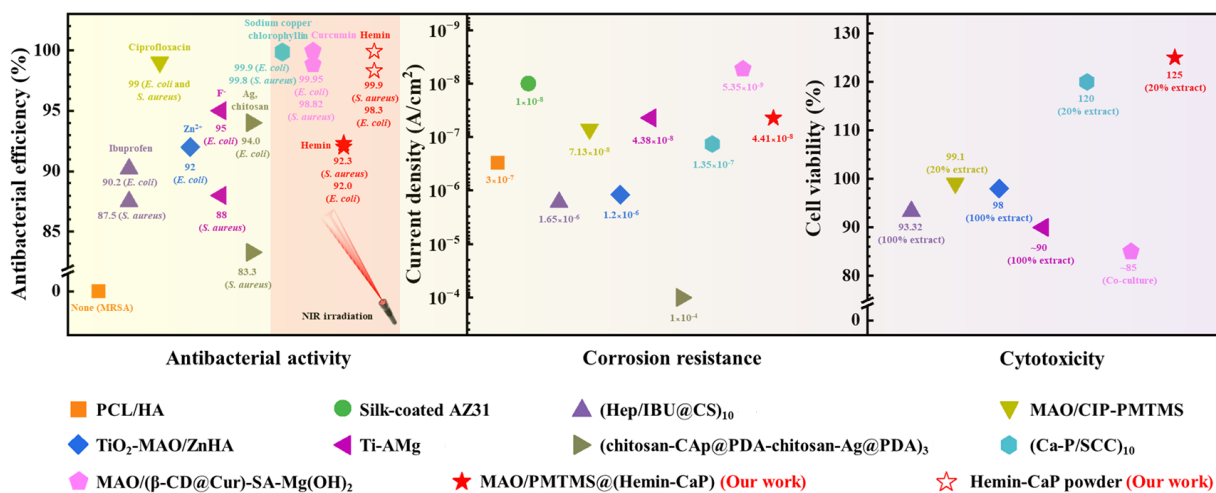 Antibacterial efficiency (%)
100
95
90
85
0
Sodium copper
chlorophyllin
Curcumin
Hemin
Ciprofloxacin
99.9 (E. coli)
99.8 (S. aureus)
99 (E. coli and
S. aureus)
99.95
(E. coli)
98.82
(S. aureus)
99.9
(S. aureus)
98.3
(E. coli)
F⁻
95
(E. coli)
Ag,
chitosan
94.0
(E. coli)
Zn²⁺
92
(E. coli)
Ibuprofen
90.2 (E. coli)
87.5 (S. aureus)
Hemin
92.3
(S. aureus)
92.0
(E. coli)
88
(S. aureus)
83.3
(S. aureus)
None (MRSA)
NIR irradiation
Current density (A/cm²)
10⁻⁹
10⁻⁸
10⁻⁷
10⁻⁶
10⁻⁵
10⁻⁴
1×10⁻⁸
5.35×10⁻⁹
7.13×10⁻⁸
4.38×10⁻⁸
4.41×10⁻⁸
1.35×10⁻⁷
3×10⁻⁷
1.65×10⁻⁶
1.2×10⁻⁶
1×10⁻⁴
Cell viability (%)
130
120
110
100
90
80
0
125
(20% extract)
120
(20% extract)
99.1
(20% extract)
98
(100% extract)
93.32
(100% extract)
~90
(100% extract)
~85
(Co-culture)
Antibacterial activity
Corrosion resistance
Cytotoxicity
PCL/HA
Silk-coated AZ31
(Hep/IBU@CS)₁₀
MAO/CIP-PMTMS
TiO₂-MAO/ZnHA
Ti-AMg
(chitosan-CAp@PDA-chitosan-Ag@PDA)₃
(Ca-P/SCC)₁₀
MAO/(β-CD@Cur)-SA-Mg(OH)₂
MAO/PMTMS@(Hemin-CaP) (Our work)
Hemin-CaP powder (Our work)